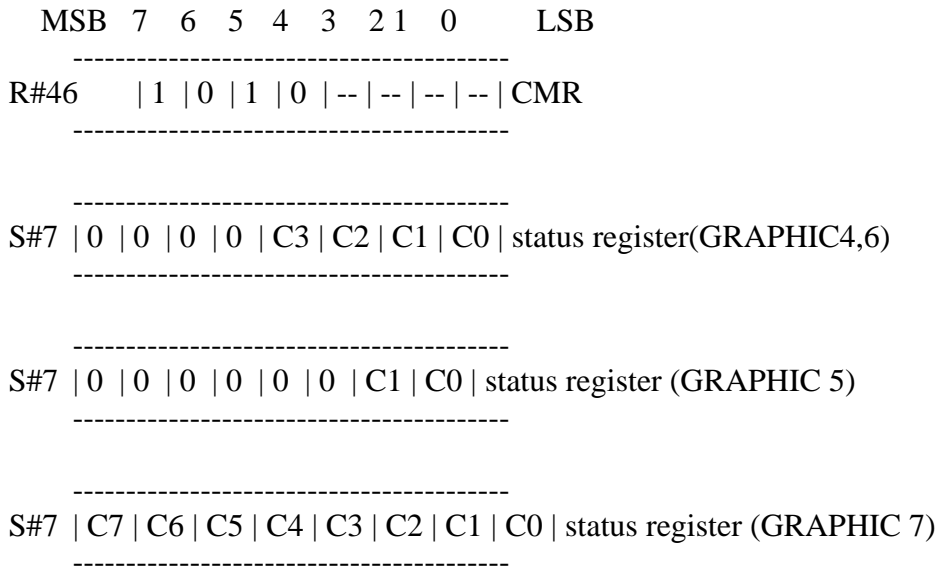 MSB 7 6 5 4 3 2 1 0 LSB
-----------------------------------------
R#46 | 1 | 0 | 1 | 0 | -- | -- | -- | -- | CMR
-----------------------------------------
-----------------------------------------
S#7 | 0 | 0 | 0 | 0 | C3 | C2 | C1 | C0 | status register(GRAPHIC4,6)
-----------------------------------------
-----------------------------------------
S#7 | 0 | 0 | 0 | 0 | 0 | 0 | C1 | C0 | status register (GRAPHIC 5)
-----------------------------------------
-----------------------------------------
S#7 | C7 | C6 | C5 | C4 | C3 | C2 | C1 | C0 | status register (GRAPHIC 7)
-----------------------------------------